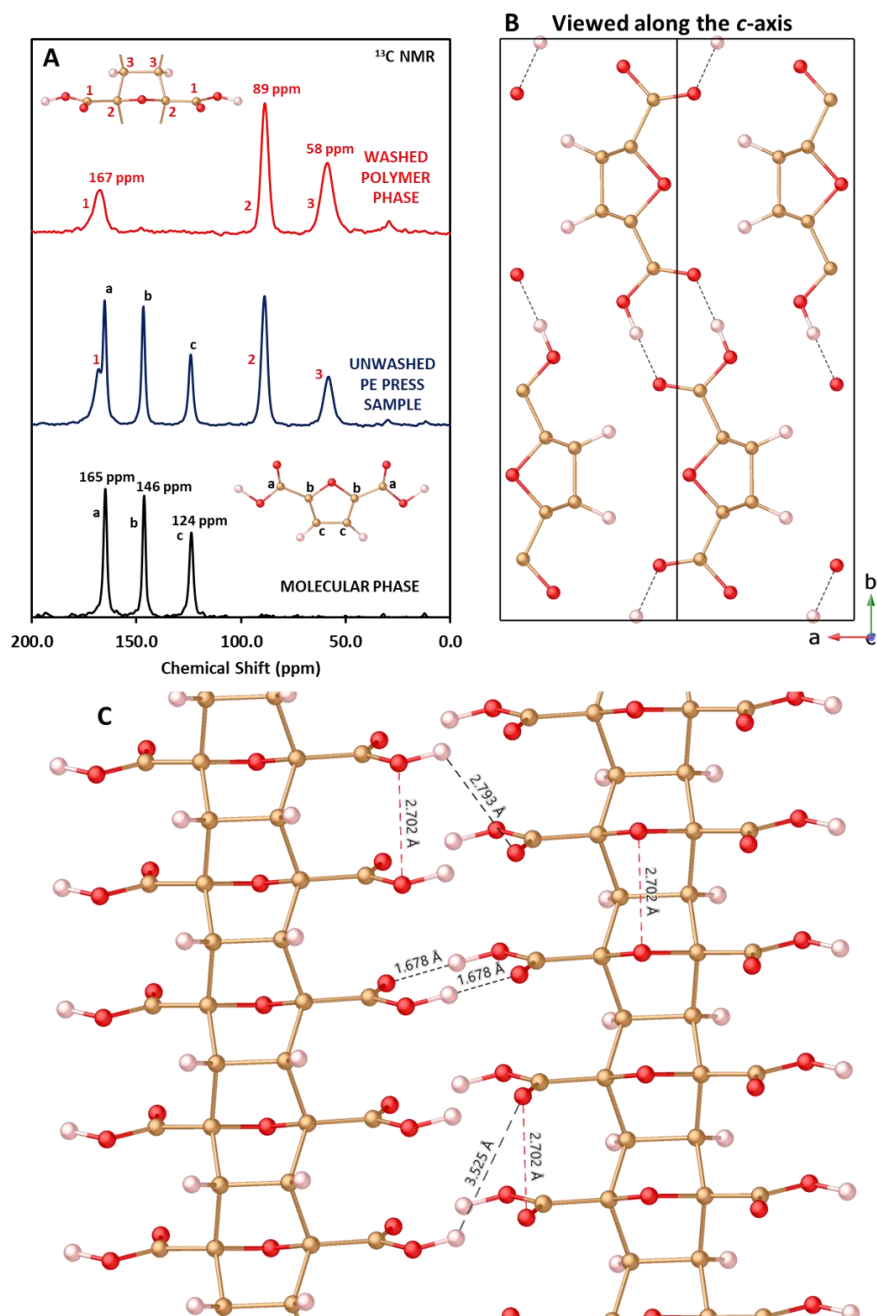 A
¹³C NMR
3 3
1 1
2 2
89 ppm
WASHED
POLYMER
PHASE
58 ppm
167 ppm
1
2
3
a
b
c
1
2
3
UNWASHED
PE PRESS
SAMPLE
165 ppm
146 ppm
124 ppm
a
b
c
a b b a
c c
MOLECULAR PHASE
200.0 150.0 100.0 50.0 0.0
Chemical Shift (ppm)
B Viewed along the c-axis
b
a c
C
2.793 Å
2.702 Å
2.702 Å
1.678 Å
1.678 Å
3.525 Å
2.702 Å